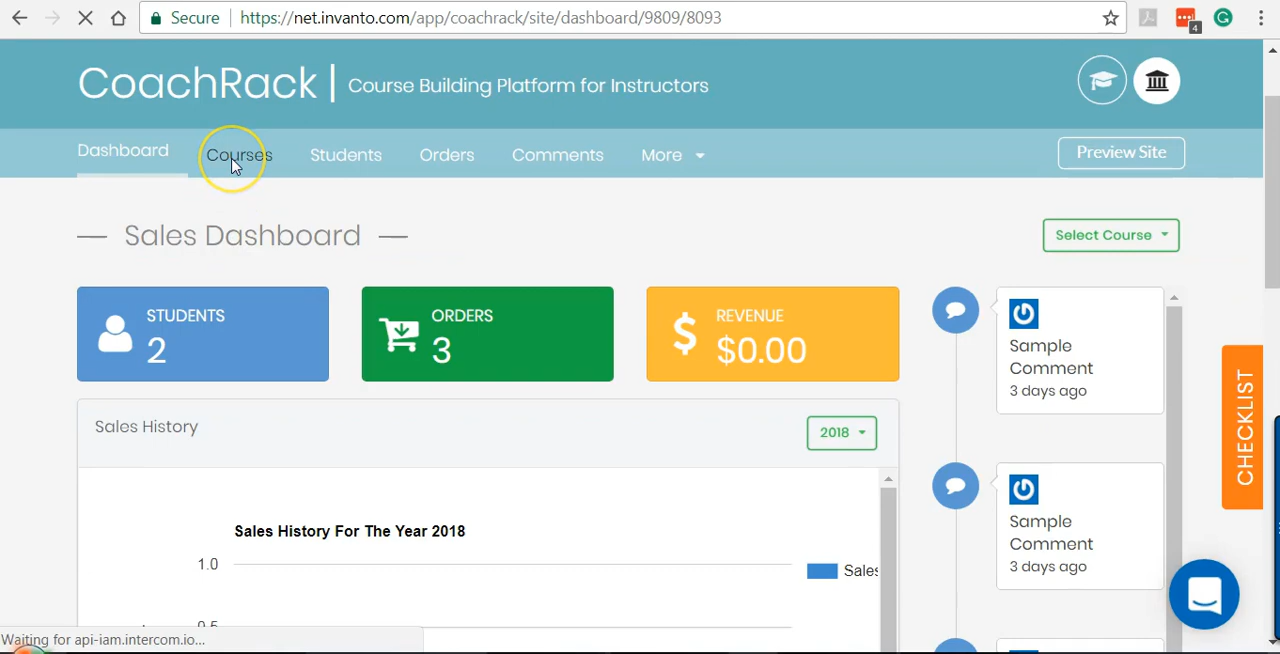 Secure https://net.invanto.com/app/coachrack/site/dashboard/9809/8093
4
CoachRack | Course Building Platform for Instructors
Dashboard Courses Students Orders Comments More Preview Site
Sales Dashboard Select Course
STUDENTS
2
ORDERS
3
REVENUE
$
$0.00
Sample
Comment
3 days ago
Sales History 2018
CHECKLIST
Sample
Comment
3 days ago
Sales History For The Year 2018
1.0
Sales
0.5
Waiting for api-iam.intercom.io...